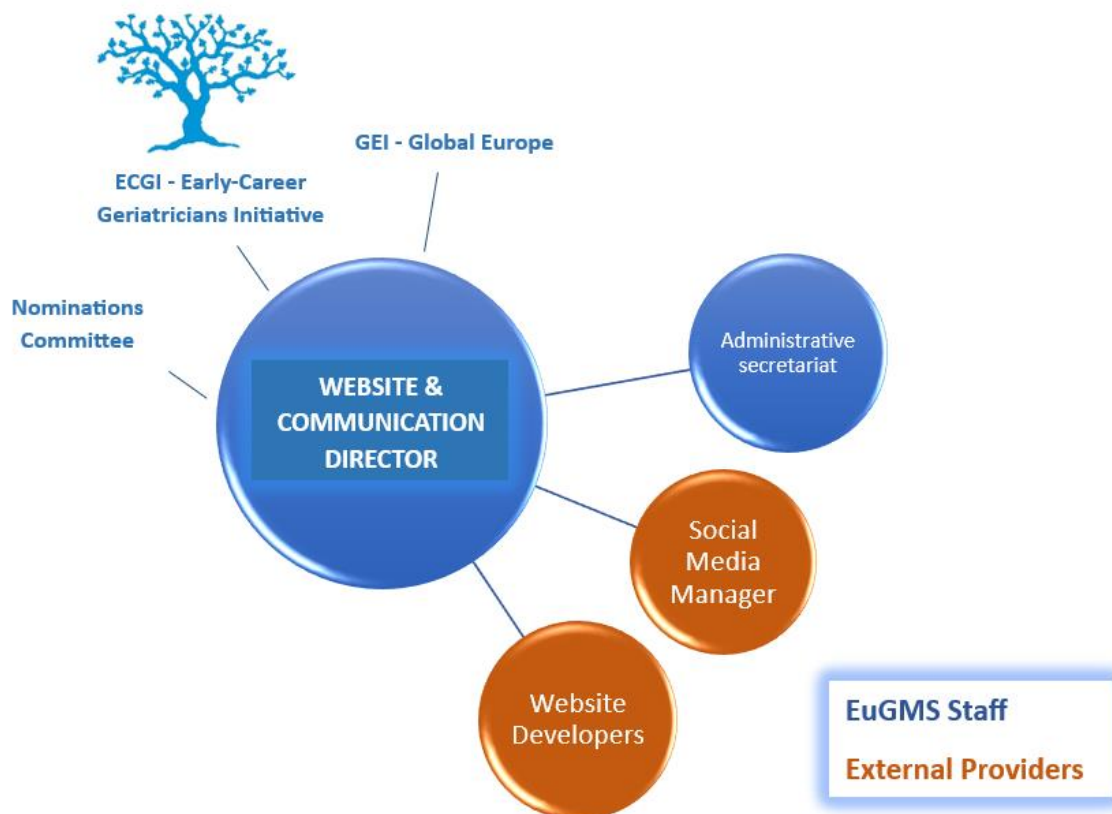 GEI - Global Europe
ECGI - Early-Career
Geriatricians Initiative
Nominations
Committee
WEBSITE &
COMMUNICATION
DIRECTOR
Administrative
secretariat
Social
Media
Manager
Website
Developers
EuGMS Staff
External Providers